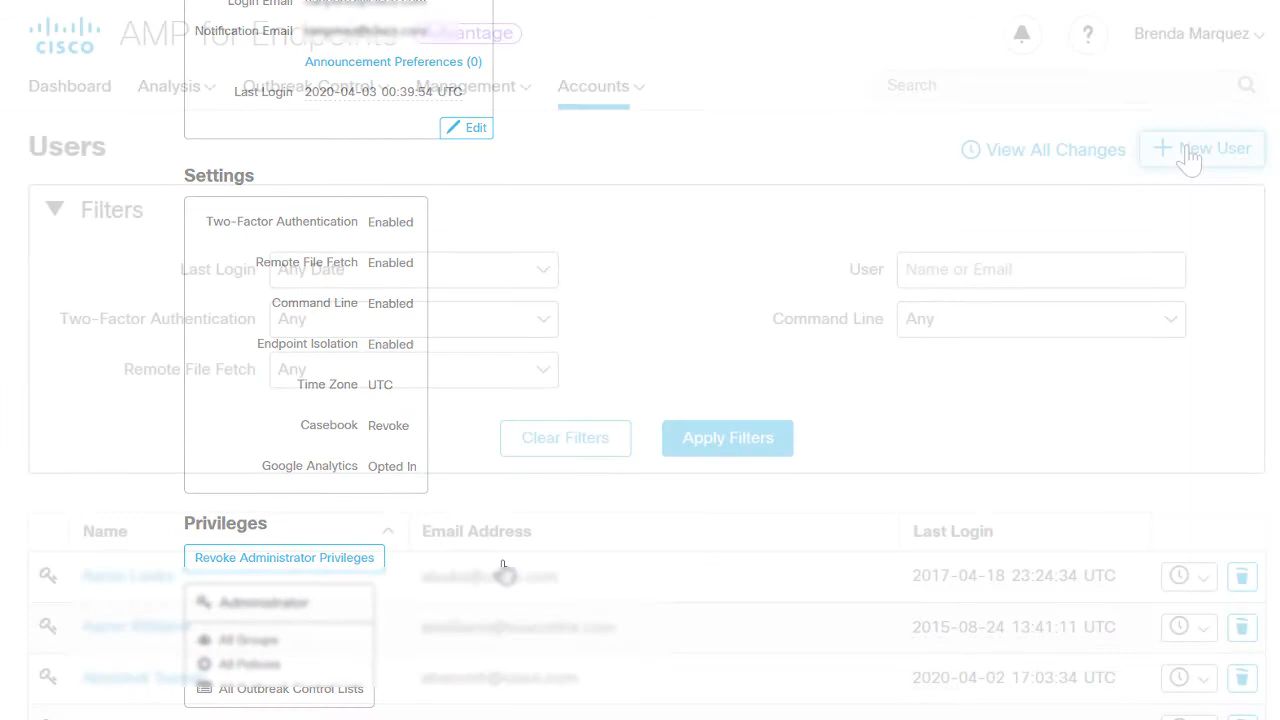 Login Email
CISCO
AMP for Endpoints
Advantage
Notification Email
Announcement Preferences (0)
Last Login 2020-04-03 00:39:54 UTC
Edit
? Brenda Marquez
Dashboard Analysis Outbreak Control Management Accounts Search
Users
View All Changes
+ New User
Settings
Two-Factor Authentication Enabled
Remote File Fetch Enabled
Command Line Enabled
Endpoint Isolation Enabled
Time Zone UTC
Casebook Revoke
Google Analytics Opted In
Filters
Last Login Any Date
User Name or Email
Two-Factor Authentication Any
Command Line Any
Remote File Fetch Any
Clear Filters Apply Filters
Privileges
Revoke Administrator Privileges
Administrator
All Groups
All Policies
All Outbreak Control Lists
Name Email Address Last Login
2017-04-18 23:24:34 UTC
2015-08-24 13:41:11 UTC
2020-04-02 17:03:34 UTC